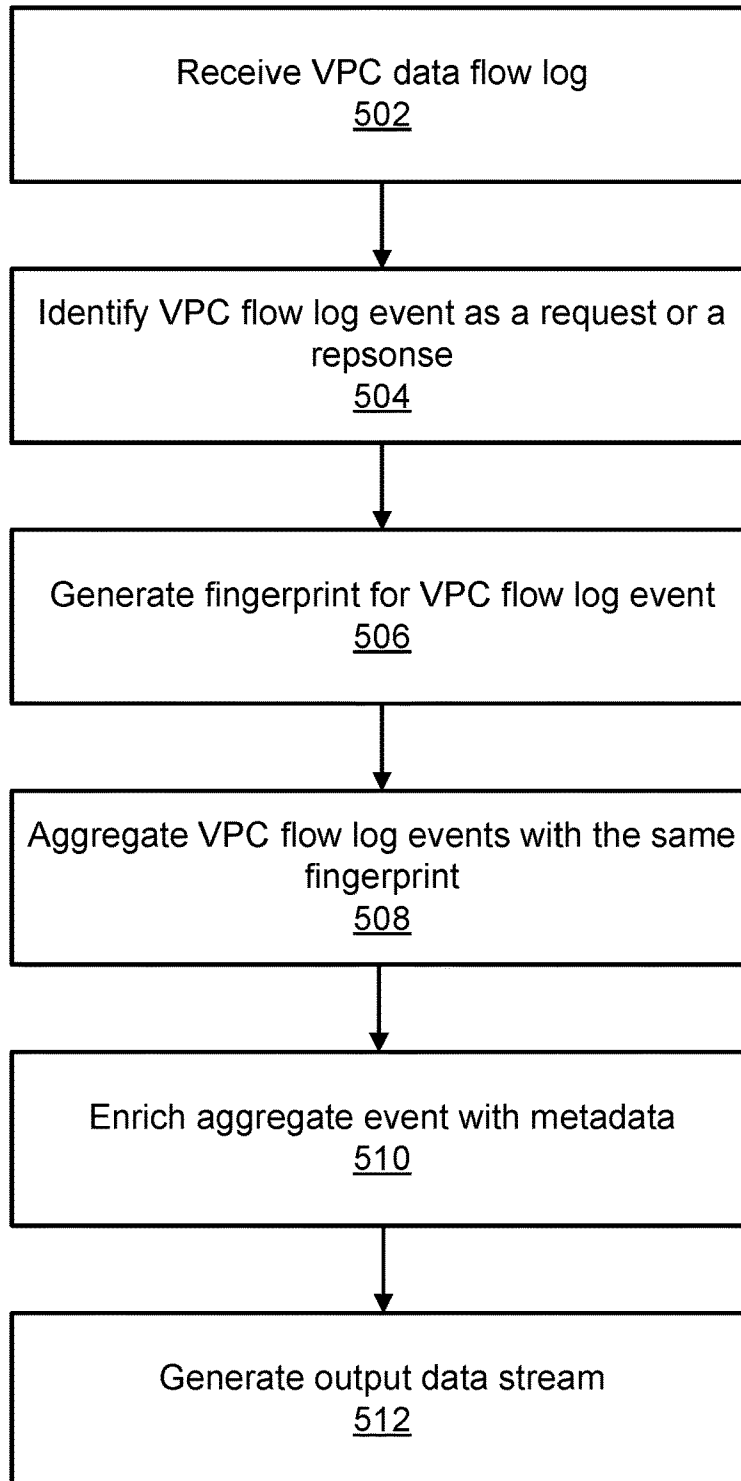 Receive VPC data flow log
502
Identify VPC flow log event as a request or a
repsonse
504
Generate fingerprint for VPC flow log event
506
Aggregate VPC flow log events with the same
fingerprint
508
Enrich aggregate event with metadata
510
Generate output data stream
512